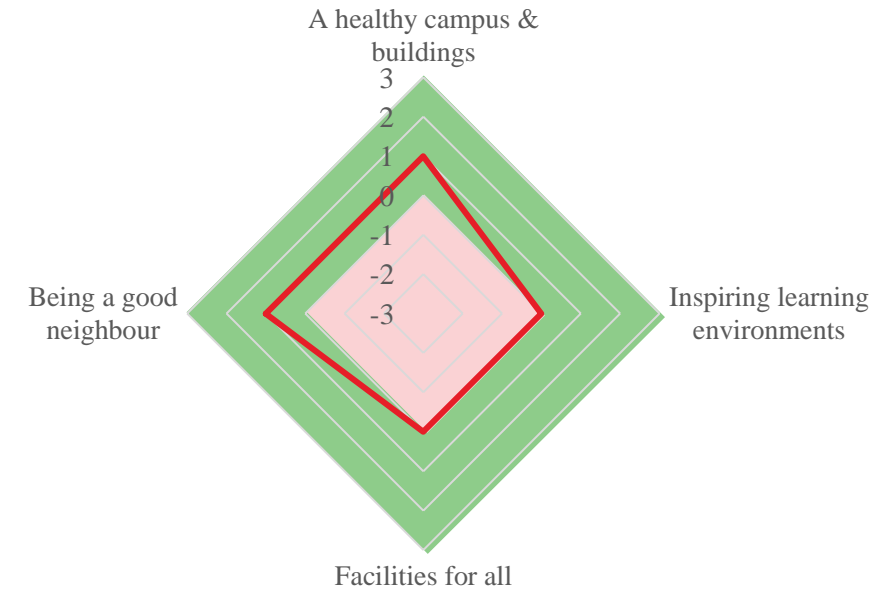 A healthy campus &
buildings
3
2
1
0
-1
-2
-3
Being a good
neighbour
Inspiring learning
environments
Facilities for all